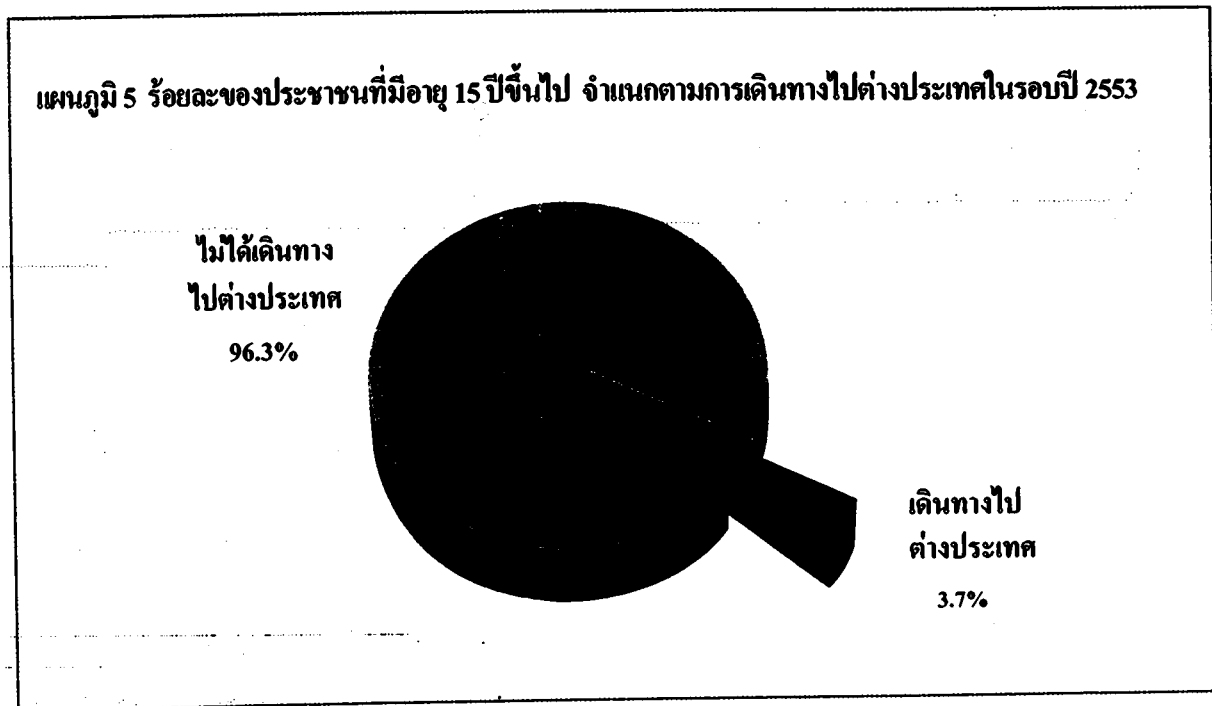 แผนภูมิ 5 ร้อยละของประชาชนที่มีอายุ 15 ปีขึ้นไป จำแนกตามการเดินทางไปต่างประเทศในรอบปี 2553
ไม่ได้เดินทาง
ไปต่างประเทศ
96.3%
เดินทางไป
ต่างประเทศ
3.7%